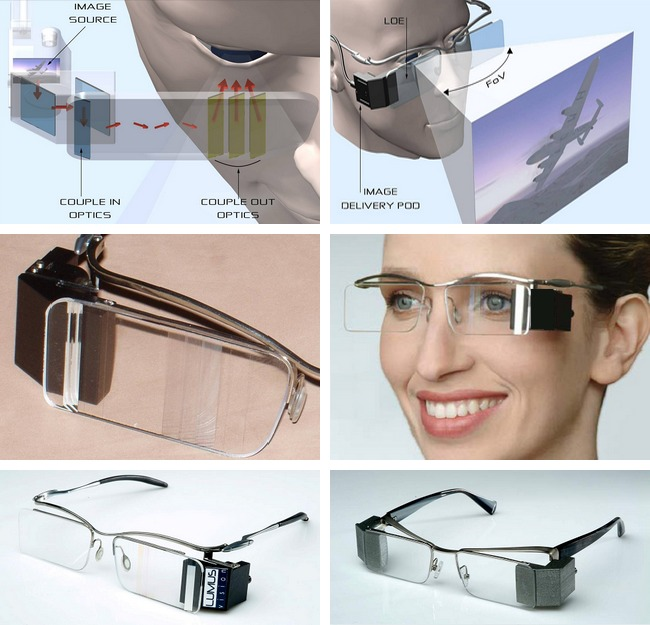 IMAGE
SOURCE
COUPLE IN
OPTICS
COUPLE OUT
OPTICS
LOE
FoV
IMAGE
DELIVERY POD
LUMUS
vision